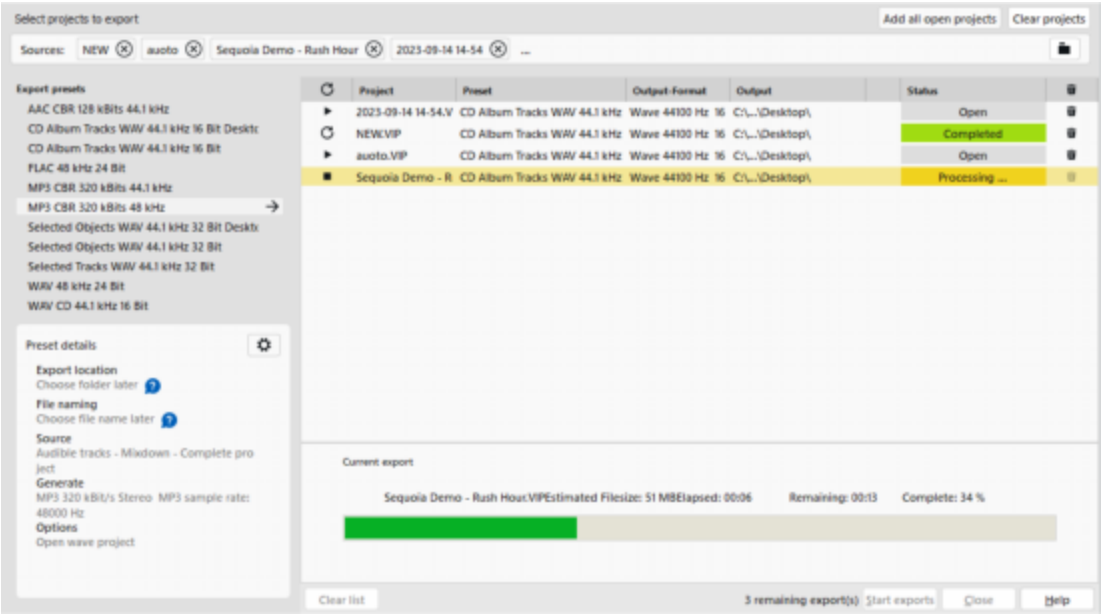 Select projects to export
Add all open projects
Clear projects
Sources:
NEW
auoto
Sequoia Demo - Rush Hour
2023-09-14 14-54
...
Export presets
AAC CBR 128 kBits 44.1 kHz
CD Album Tracks WAV 44.1 kHz 16 Bit Deskto
CD Album Tracks WAV 44.1 kHz 16 Bit
FLAC 48 kHz 24 Bit
MP3 CBR 320 kBits 44.1 kHz
MP3 CBR 320 kBits 48 kHz
Selected Objects WAV 44.1 kHz 32 Bit Deskto
Selected Objects WAV 44.1 kHz 32 Bit
Selected Tracks WAV 44.1 kHz 32 Bit
WAV 48 kHz 24 Bit
WAV CD 44.1 kHz 16 Bit
Preset details
Export location
Choose folder later
File naming
Choose file name later
Source
Audible tracks - Mixdown - Complete pro
ject
Generate
MP3 320 kBit/s Stereo MP3 sample rate:
48000 Hz
Options
Open wave project
Project Preset Output-Format Output Status
2023-09-14 14-54.V CD Album Tracks WAV 44.1 kHz Wave 44100 Hz 16 C:\...\Desktop\ Open
NEW.VIP CD Album Tracks WAV 44.1 kHz Wave 44100 Hz 16 C:\...\Desktop\ Completed
auoto.VIP CD Album Tracks WAV 44.1 kHz Wave 44100 Hz 16 C:\...\Desktop\ Open
Sequoia Demo - R CD Album Tracks WAV 44.1 kHz Wave 44100 Hz 16 C:\...\Desktop\ Processing ...
Current export
Sequoia Demo - Rush Hour.VIPEstimated Filesize: 51 MBElapsed: 00:06 Remaining: 00:13 Complete: 34 %
Clear list
3 remaining export(s)
Start exports
Close
Help